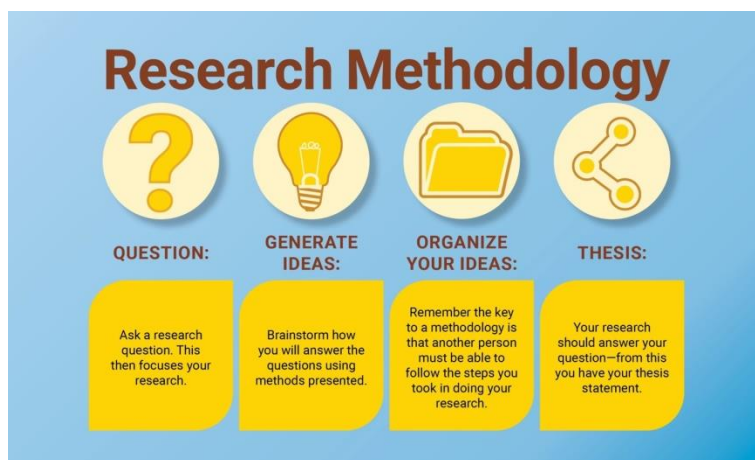 Research Methodology
QUESTION:
Ask a research
question. This
then focuses your
research.
GENERATE
IDEAS:
Brainstorm how
you will answer the
questions using
methods presented.
ORGANIZE
YOUR IDEAS:
Remember the key
to a methodology is
that another person
must be able to
follow the steps you
took in doing your
research.
THESIS:
Your research
should answer your
question—from this
you have your thesis
statement.